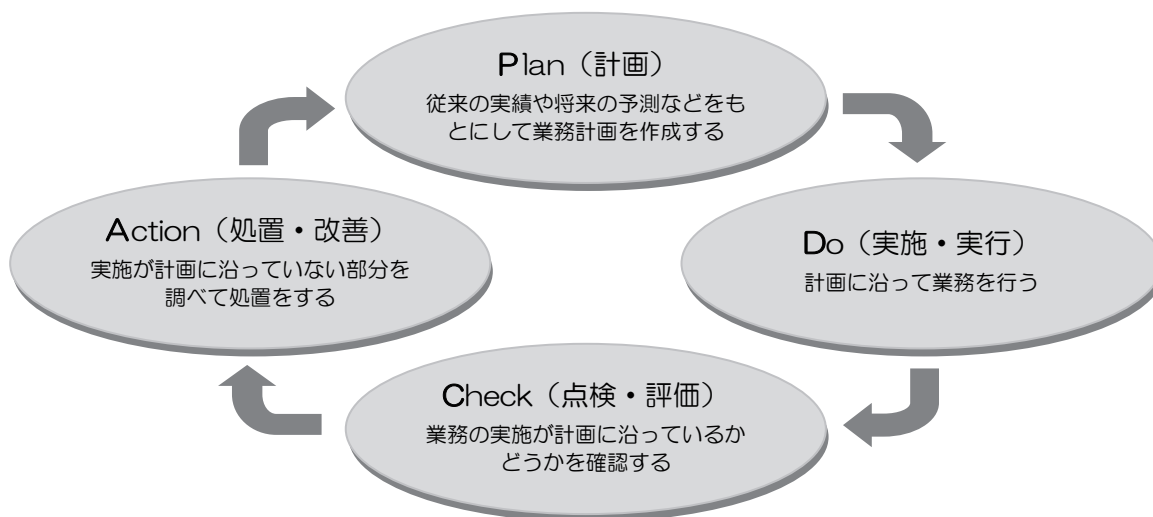 Plan（計画）
従来の実績や将来の予測などをも
とにして業務計画を作成する
Do（実施・実行）
計画に沿って業務を行う
Check（点検・評価）
業務の実施が計画に沿っているか
どうかを確認する
Action（処置・改善）
実施が計画に沿っていない部分を
調べて処置をする